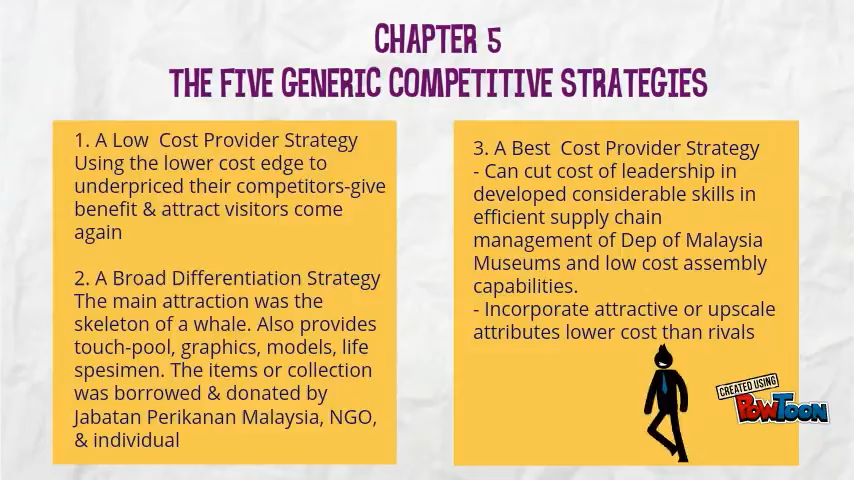 CHAPTER 5
THE FIVE GENERIC COMPETITIVE STRATEGIES
1. A Low  Cost Provider Strategy
Using the lower cost edge to
underpriced their competitors-give
benefit & attract visitors come
again
2. A Broad Differentiation Strategy
The main attraction was the
skeleton of a whale. Also provides
touch-pool, graphics, models, life
spesimen. The items or collection
was borrowed & donated by
Jabatan Perikanan Malaysia, NGO,
& individual
3. A Best  Cost Provider Strategy
- Can cut cost of leadership in
developed considerable skills in
efficient supply chain
management of Dep of Malaysia
Museums and low cost assembly
capabilities.
- Incorporate attractive or upscale
attributes lower cost than rivals
CREATED USING
POWTOON